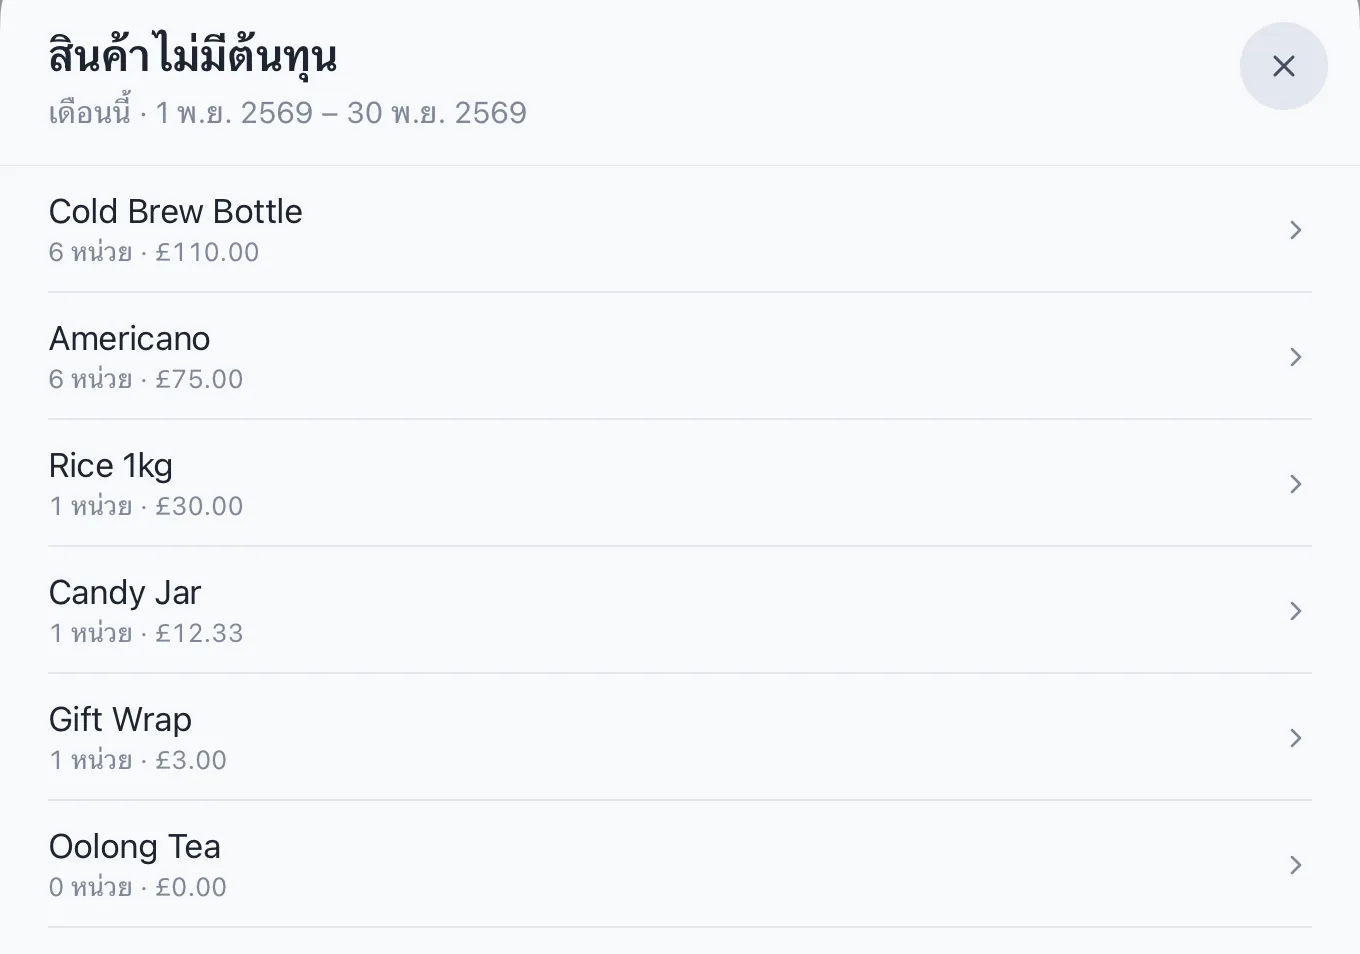 สินค้าไม่มีต้นทุน
เดือนนี้ · 1 พ.ย. 2569 – 30 พ.ย. 2569
Cold Brew Bottle
6 หน่วย · £110.00
Americano
6 หน่วย · £75.00
Rice 1kg
1 หน่วย · £30.00
Candy Jar
1 หน่วย · £12.33
Gift Wrap
1 หน่วย · £3.00
Oolong Tea
0 หน่วย · £0.00